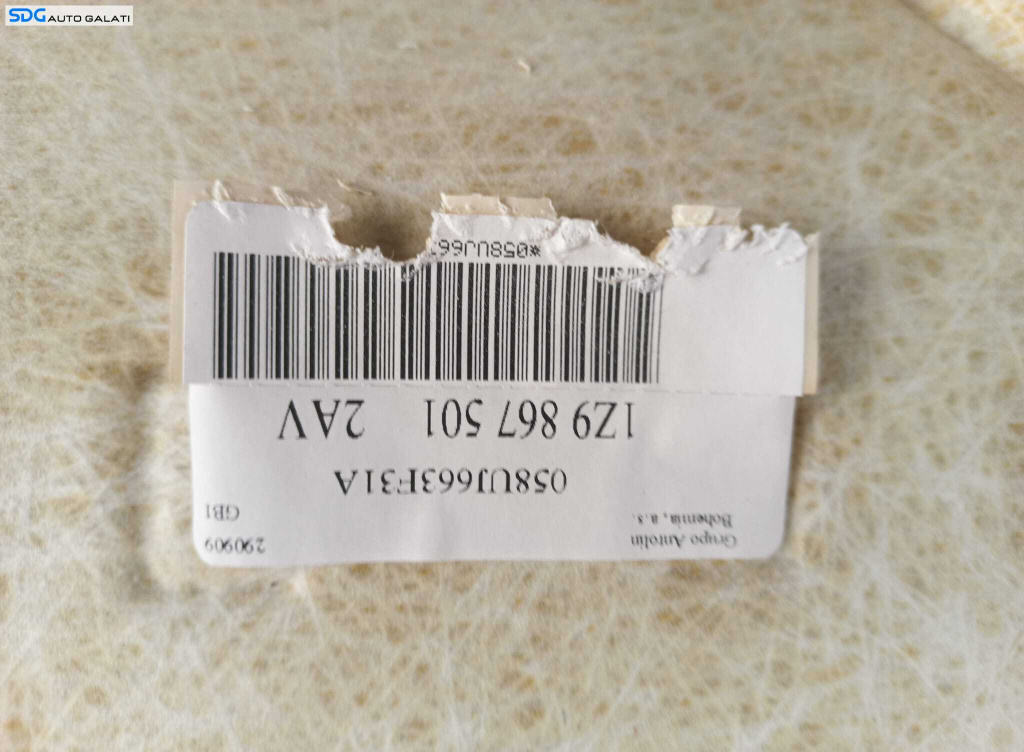 SDG AUTO GALATI
Grupo Antolin
Bohemia, a.s.
290909
GB1
058UJ663F31A
1Z9 867 501 2AV
*058UJ66